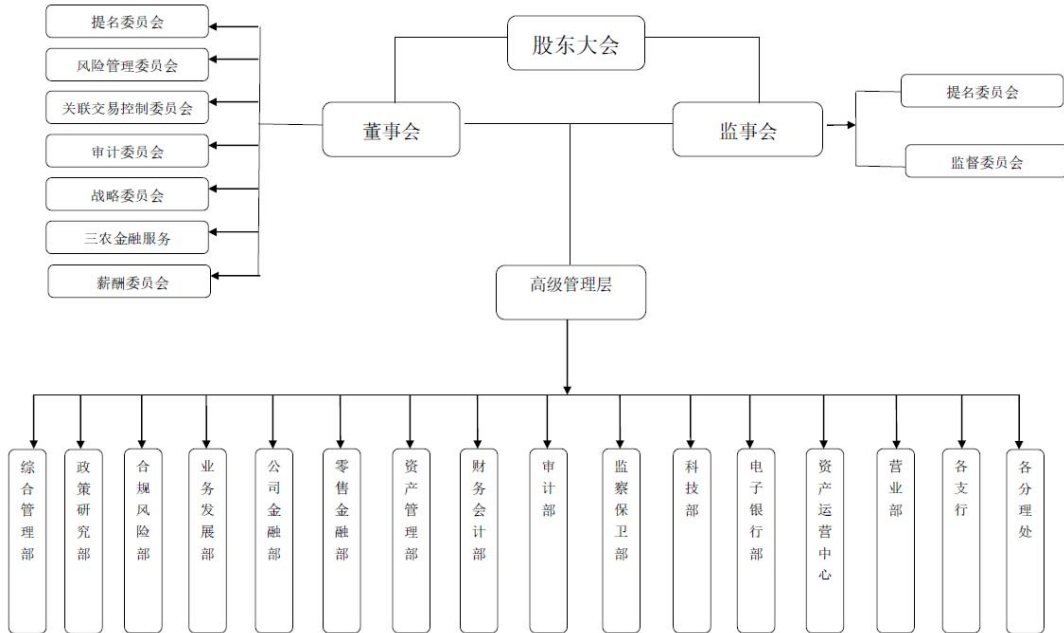 股东大会
董事会
监事会
提名委员会
风险管理委员会
关联交易控制委员会
审计委员会
战略委员会
三农金融服务
薪酬委员会
提名委员会
监督委员会
高级管理层
综合管理部
政策研究部
合规风险部
业务发展部
公司金融部
零售金融部
资产管理部
财务会计部
审计部
监察保卫部
科技部
电子银行部
资产运营中心
营业部
各支行
各分理处